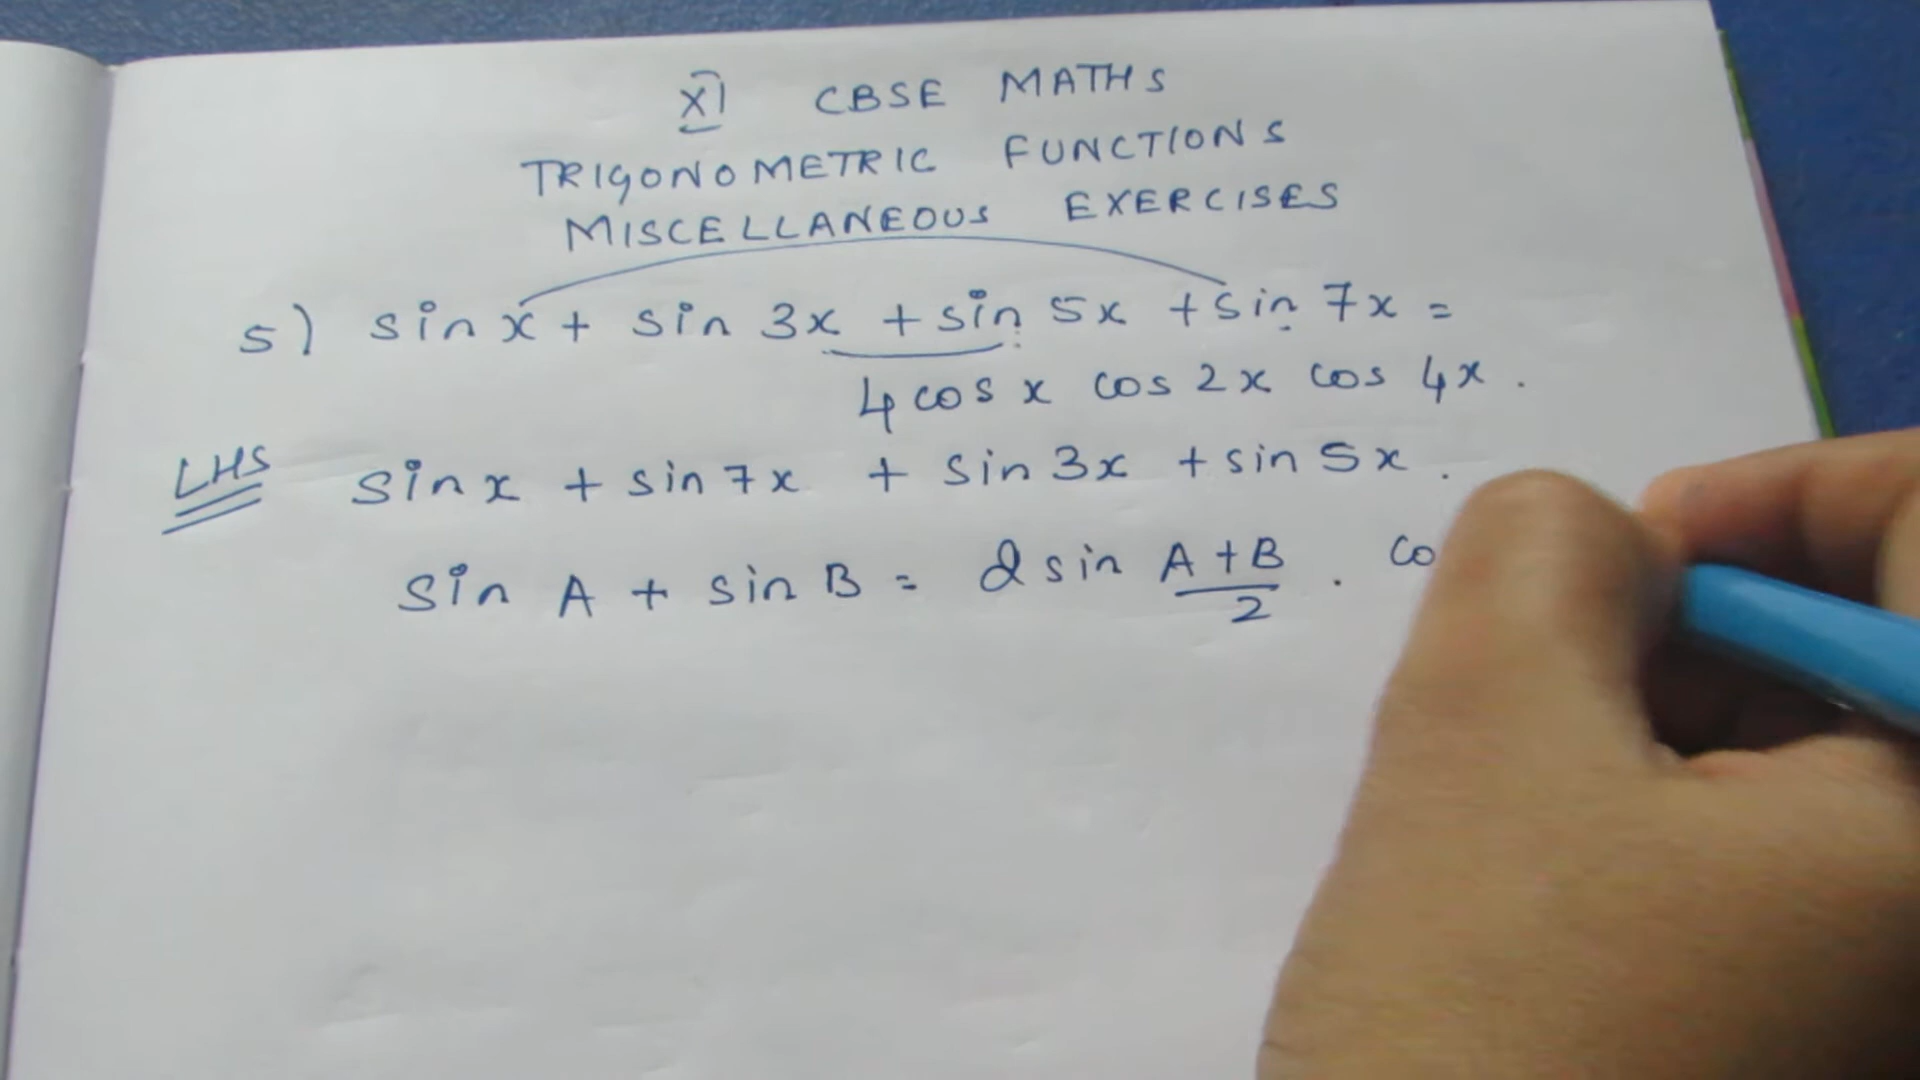 XI CBSE MATHS
TRIGONOMETRIC FUNCTIONS
MISCELLANEOUS EXERCISES
5) sin x + sin 3x + sin 5x + sin 7x =
4 cos x cos 2x cos 4x .
LHS sin x + sin 7x + sin 3x + sin 5x .
sin A + sin B = 2 sin A + B / 2 . co